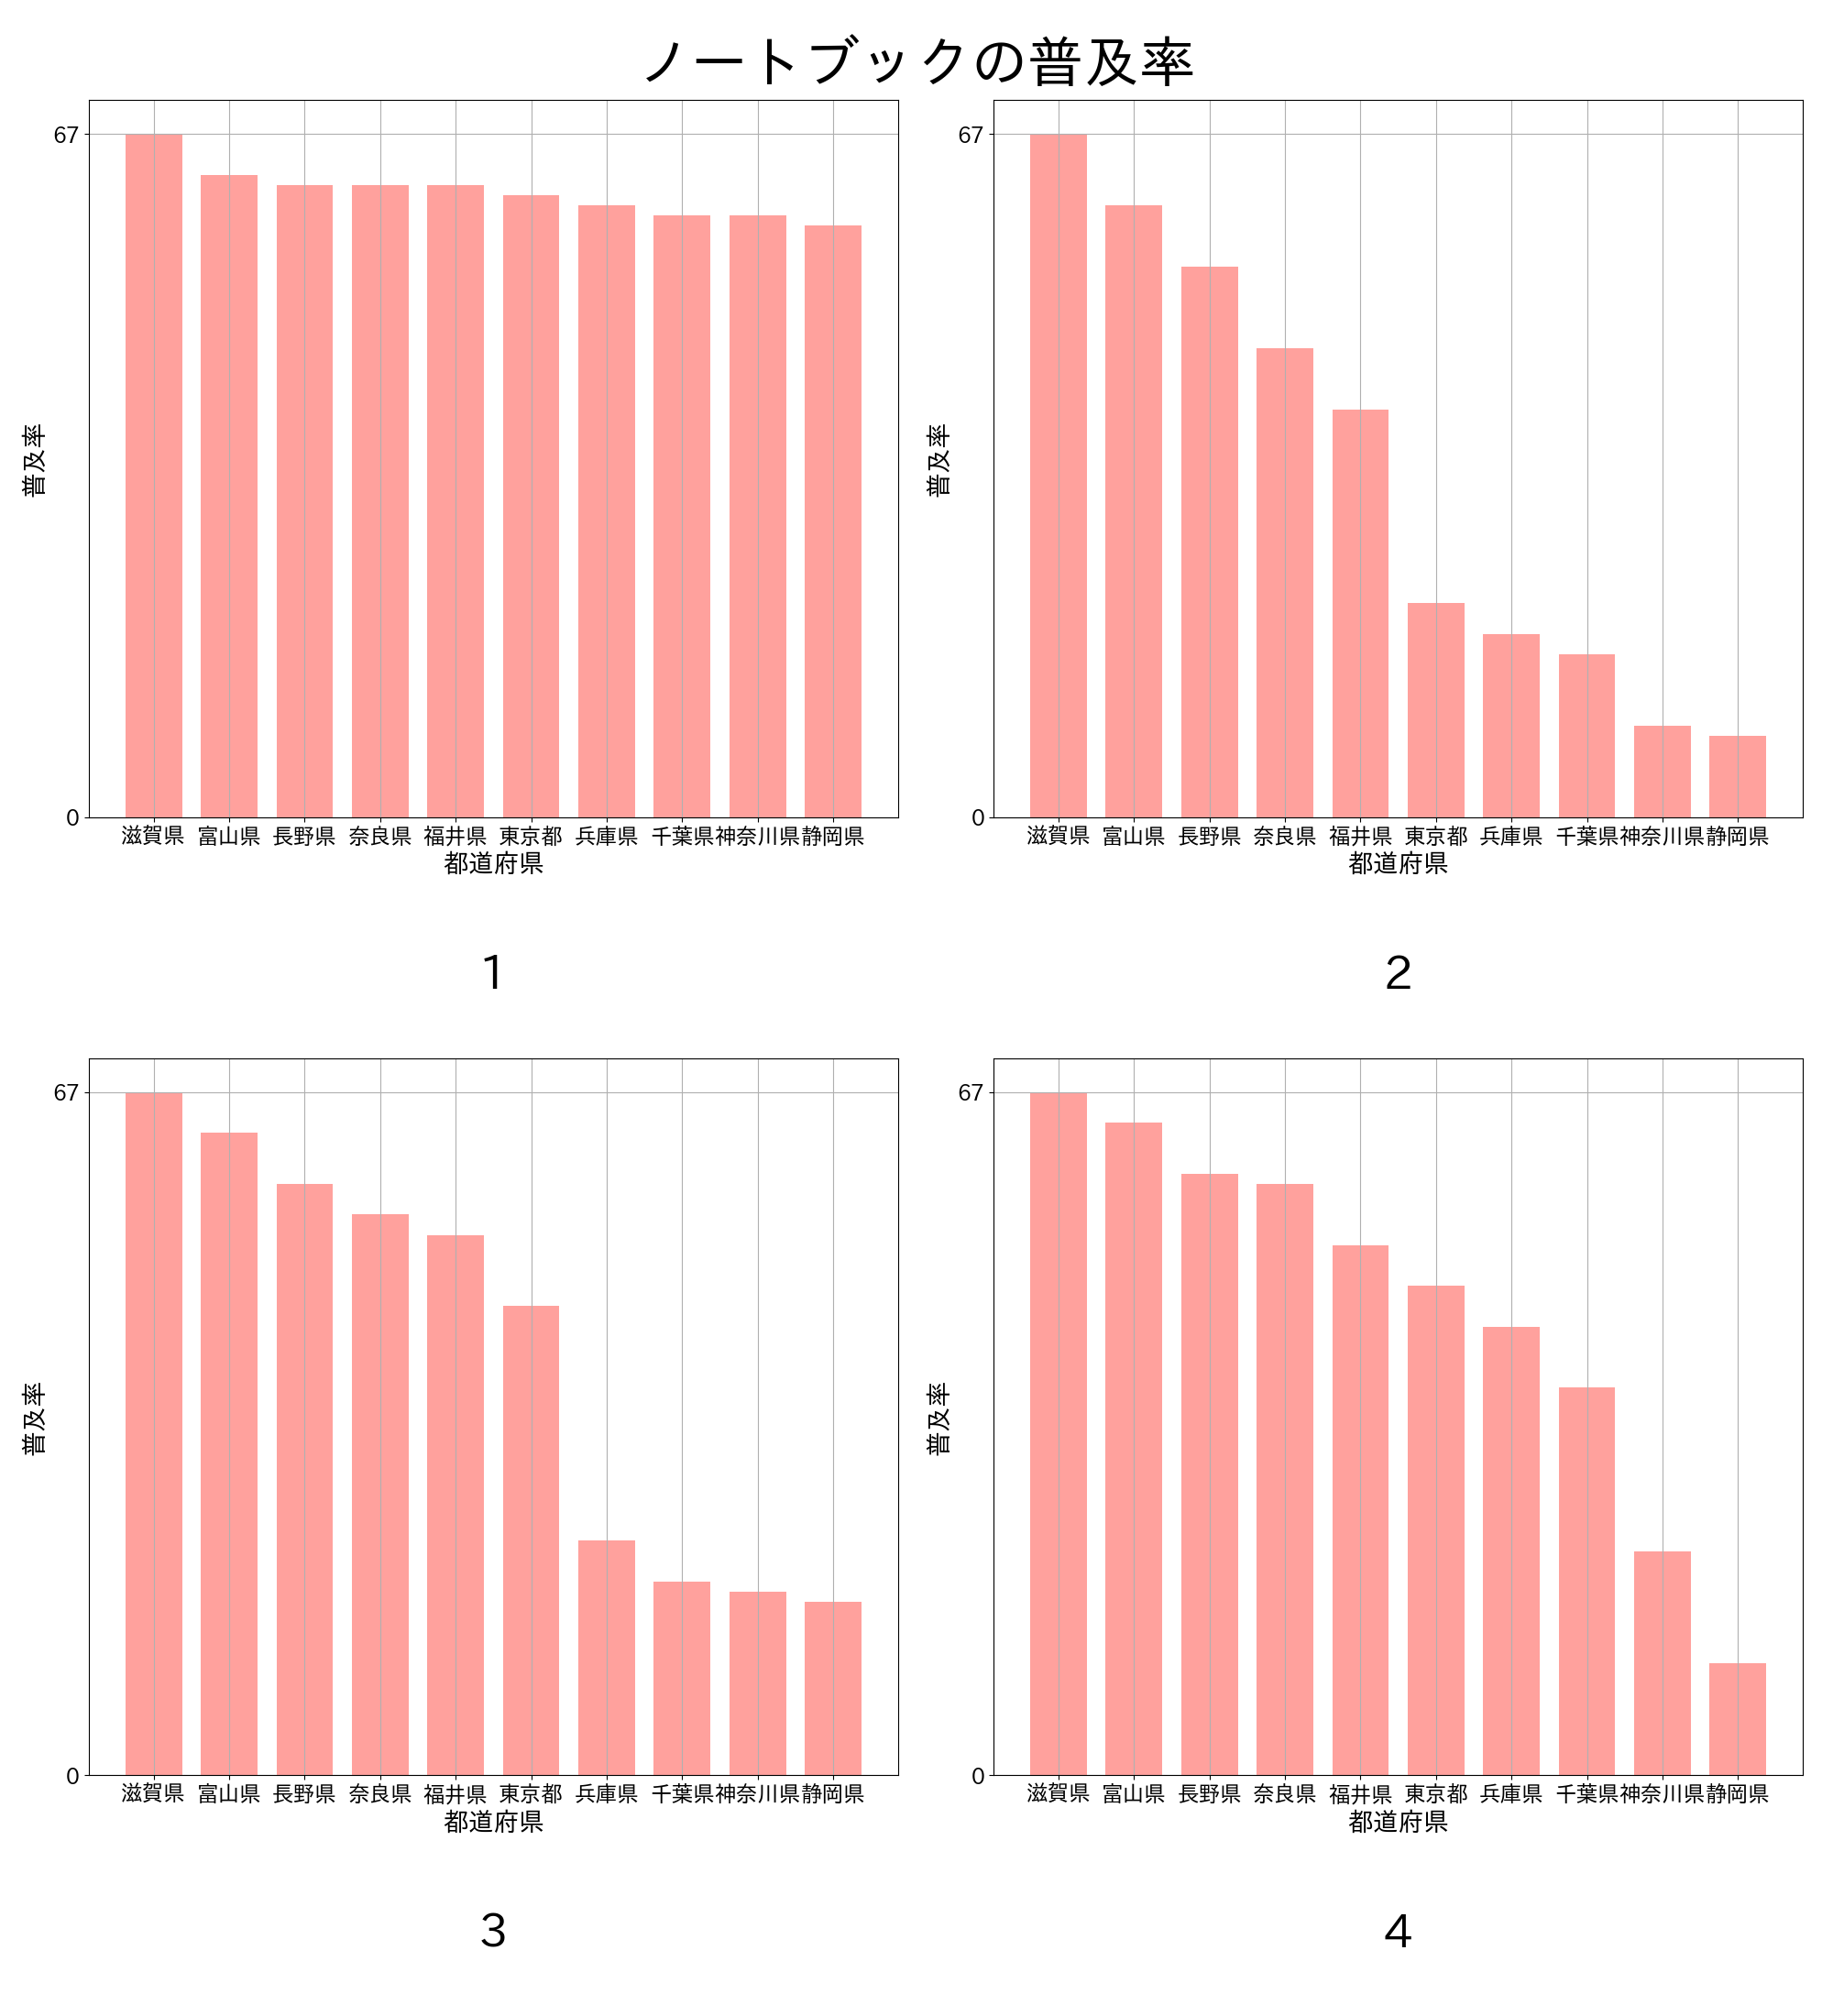 ノートブックの普及率
67
0
普及率
滋賀県 富山県 長野県 奈良県 福井県 東京都 兵庫県 千葉県 神奈川県 静岡県
都道府県
1
67
0
普及率
滋賀県 富山県 長野県 奈良県 福井県 東京都 兵庫県 千葉県 神奈川県 静岡県
都道府県
2
67
0
普及率
滋賀県 富山県 長野県 奈良県 福井県 東京都 兵庫県 千葉県 神奈川県 静岡県
都道府県
3
67
0
普及率
滋賀県 富山県 長野県 奈良県 福井県 東京都 兵庫県 千葉県 神奈川県 静岡県
都道府県
4